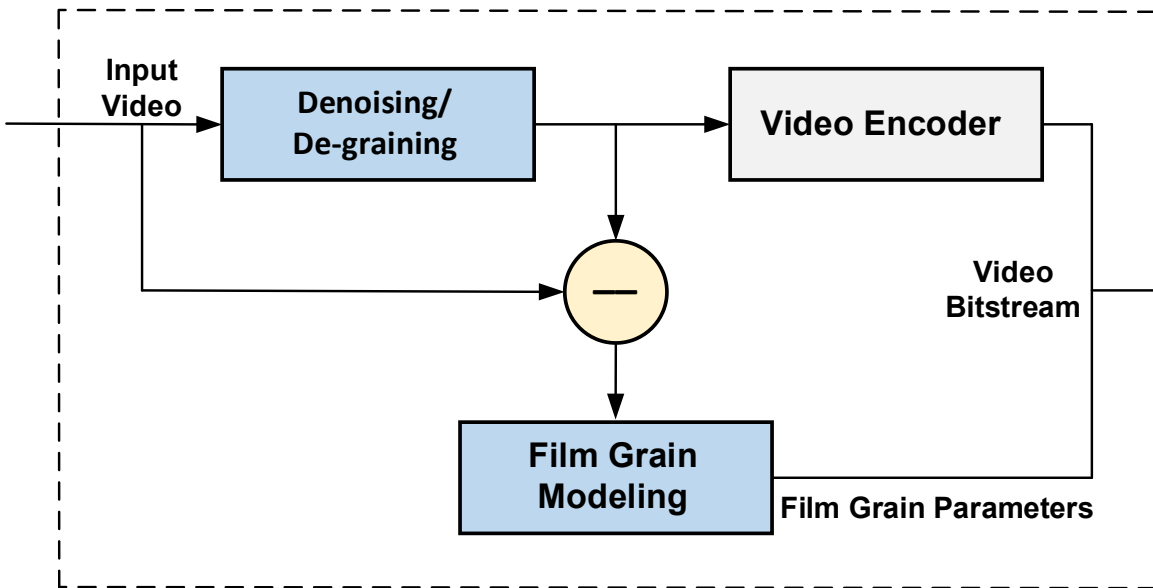 Input
Video
Denoising/
De-graining
Video Encoder
—
Video
Bitstream
Film Grain
Modeling
Film Grain Parameters